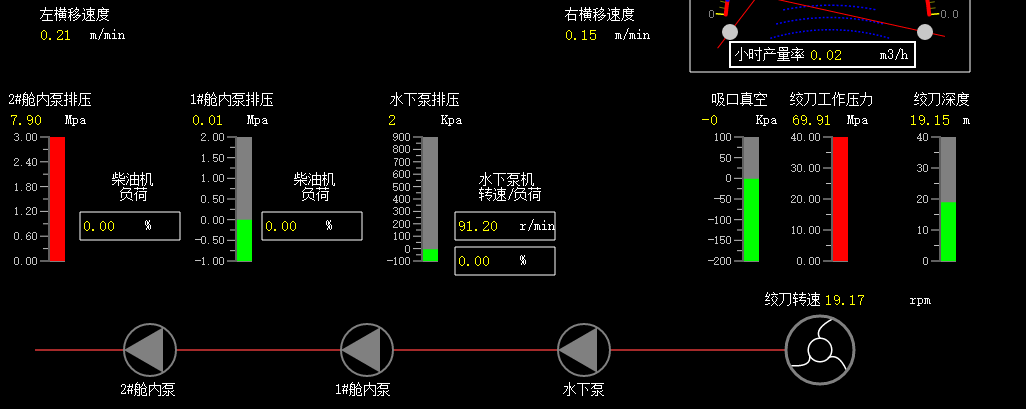 左横移速度
0.21 m/min
右横移速度
0.15 m/min
0
0.0
小时产量率 0.02 m3/h
2#舱内泵排压
7.90 Mpa
3.00
2.40
1.80
1.20
0.60
0.00
柴油机
负荷
0.00 %
1#舱内泵排压
0.01 Mpa
2.00
1.50
1.00
0.50
0.00
-0.50
-1.00
柴油机
负荷
0.00 %
水下泵排压
2 Kpa
900
800
700
600
500
400
300
200
100
0
-100
水下泵机
转速/负荷
91.20 r/min
0.00 %
吸口真空
-0 Kpa
100
50
0
-50
-100
-150
-200
绞刀工作压力
69.91 Mpa
40.00
30.00
20.00
10.00
0.00
绞刀深度
19.15 m
40
30
20
10
0
绞刀转速 19.17 rpm
2#舱内泵
1#舱内泵
水下泵